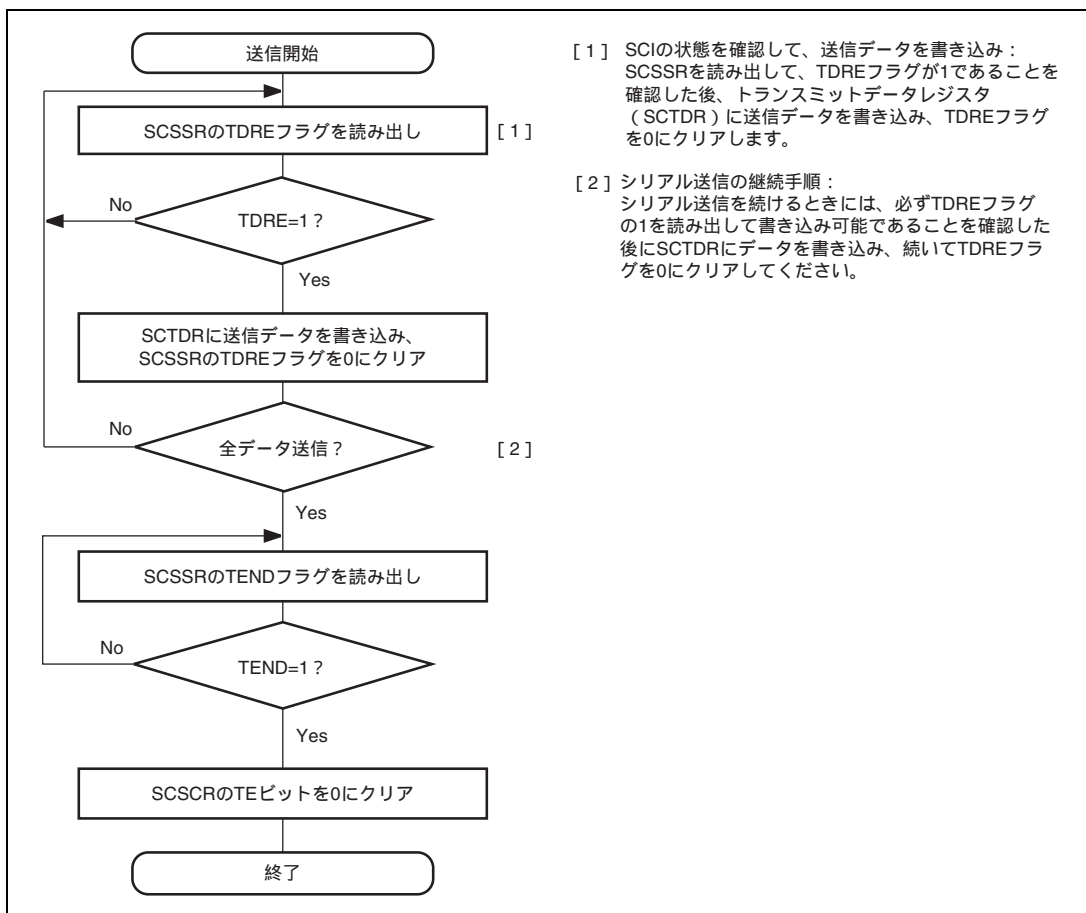 送信開始
SCSSRのTDREフラグを読み出し
[ 1 ]
No
TDRE=1？
Yes
SCTDRに送信データを書き込み、
SCSSRのTDREフラグを0にクリア
No
全データ送信？
[ 2 ]
Yes
SCSSRのTENDフラグを読み出し
No
TEND=1？
Yes
SCSCRのTEビットを0にクリア
終了
[ 1 ] SCIの状態を確認して、送信データを書き込み：
SCSSRを読み出して、TDREフラグが1であることを
確認した後、トランスミットデータレジスタ
（SCTDR）に送信データを書き込み、TDREフラグ
を0にクリアします。
[ 2 ] シリアル送信の継続手順：
シリアル送信を続けるときには、必ずTDREフラグ
の1を読み出して書き込み可能であることを確認した
後にSCTDRにデータを書き込み、続いてTDREフラ
グを0にクリアしてください。